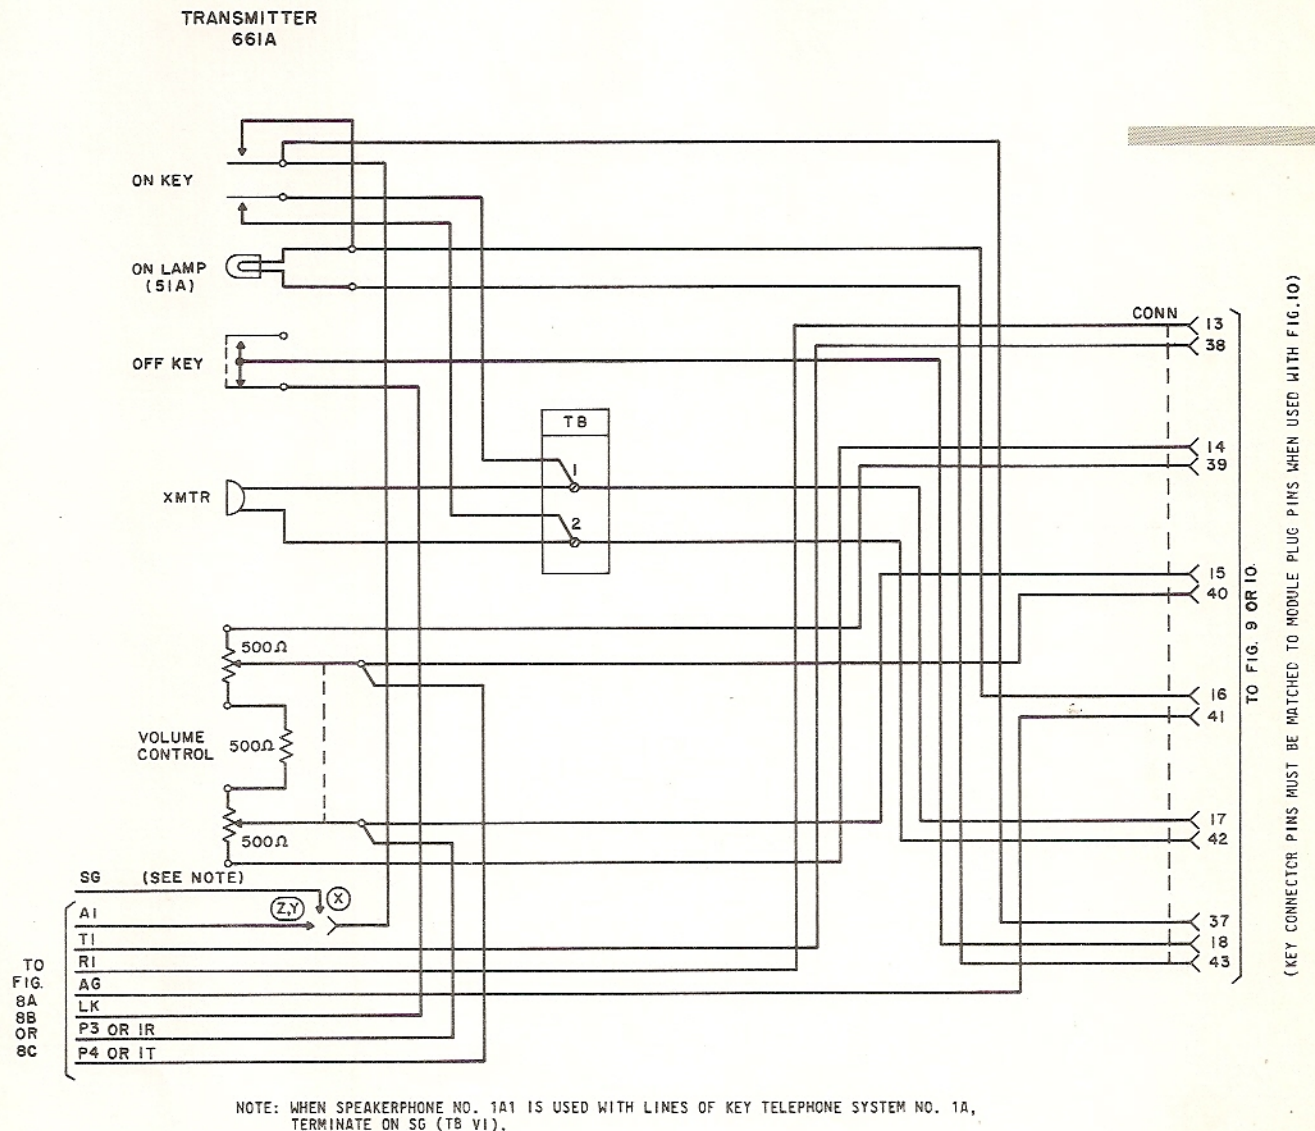 TRANSMITTER
661A
ON KEY
ON LAMP
(51A)
OFF KEY
XMTR
TB
1
2
CONN
13
38
14
39
15
40
16
41
17
42
37
18
43
TO FIG. 9 OR 10.
(KEY CONNECTOR PINS MUST BE MATCHED TO MODULE PLUG PINS WHEN USED WITH FIG.10)
500Ω
VOLUME
CONTROL
500Ω
500Ω
SG (SEE NOTE)
X
Z,Y
A1
T1
R1
AG
LK
P3 OR 1R
P4 OR 1T
TO
FIG.
8A
8B
OR
8C
NOTE: WHEN SPEAKERPHONE NO. 1A1 IS USED WITH LINES OF KEY TELEPHONE SYSTEM NO. 1A,
TERMINATE ON SG (TB VI).